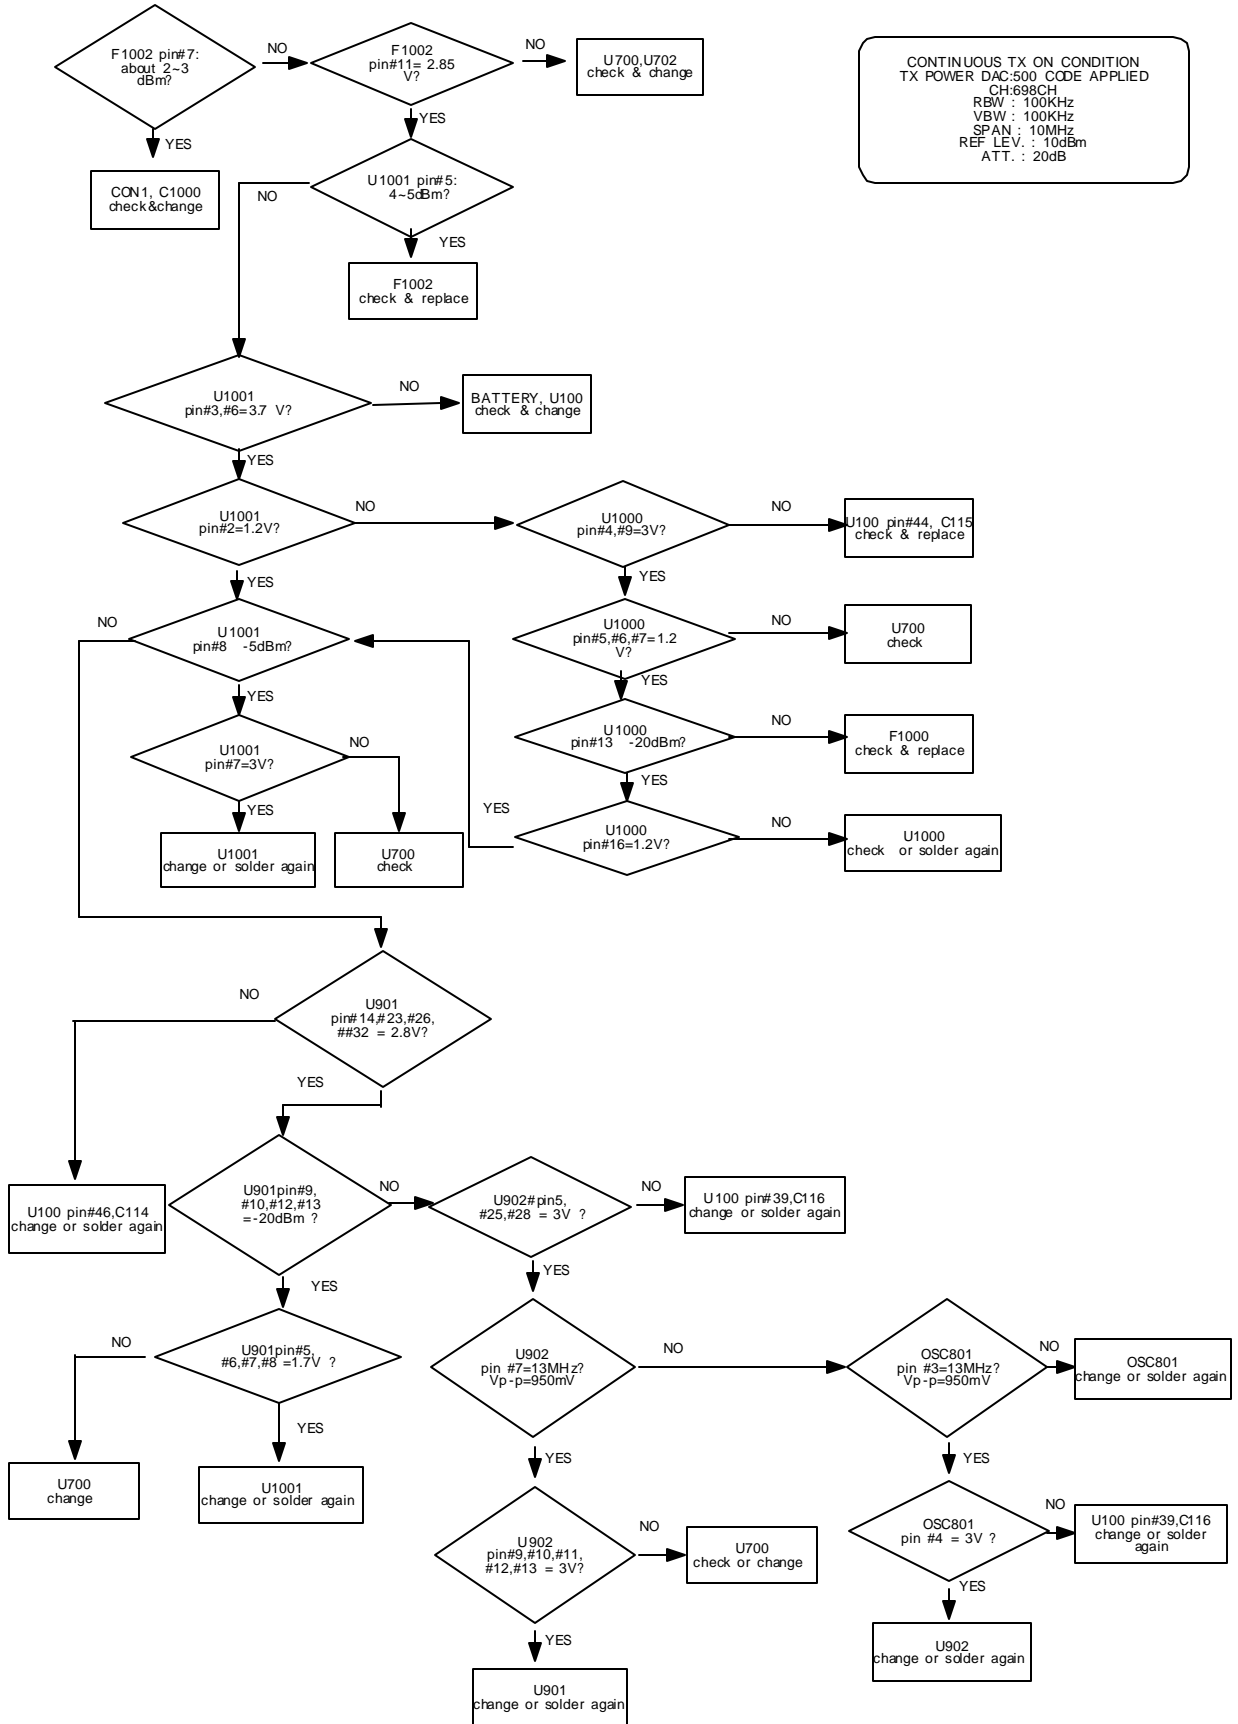 F1002 pin#7:
about 2~3
dBm?
NO
F1002
pin#11= 2.85
V?
NO
U700,U702
check & change
CONTINUOUS TX ON CONDITION
TX POWER DAC:500 CODE APPLIED
CH:698CH
RBW : 100KHz
VBW : 100KHz
SPAN : 10MHz
REF LEV. : 10dBm
ATT. : 20dB
YES
YES
CON1, C1000
check&change
NO
U1001 pin#5:
4~5dBm?
YES
F1002
check & replace
U1001
pin#3,#6=3.7 V?
NO
BATTERY, U100
check & change
YES
U1001
pin#2=1.2V?
NO
U1000
pin#4,#9=3V?
NO
U100 pin#44, C115
check & replace
YES
YES
NO
U1001
pin#8 -5dBm?
U1000
pin#5,#6,#7=1.2
V?
NO
U700
check
YES
YES
U1001
pin#7=3V?
NO
U1000
pin#13 -20dBm?
NO
F1000
check & replace
YES
YES
YES
U1001
change or solder again
U700
check
U1000
pin#16=1.2V?
NO
U1000
check or solder again
NO
U901
pin#14,#23,#26,
##32 = 2.8V?
YES
U100 pin#46,C114
change or solder again
U901pin#9,
#10,#12,#13
=-20dBm ?
NO
U902#pin5,
#25,#28 = 3V ?
NO
U100 pin#39,C116
change or solder again
YES
YES
NO
U901pin#5,
#6,#7,#8 =1.7V ?
U902
pin #7=13MHz?
Vp-p=950mV
NO
OSC801
pin #3=13MHz?
Vp-p=950mV
NO
OSC801
change or solder again
YES
YES
YES
U700
change
U1001
change or solder again
U902
pin#9,#10,#11,
#12,#13 = 3V?
NO
U700
check or change
OSC801
pin #4 = 3V ?
NO
U100 pin#39,C116
change or solder
again
YES
YES
U901
change or solder again
U902
change or solder again